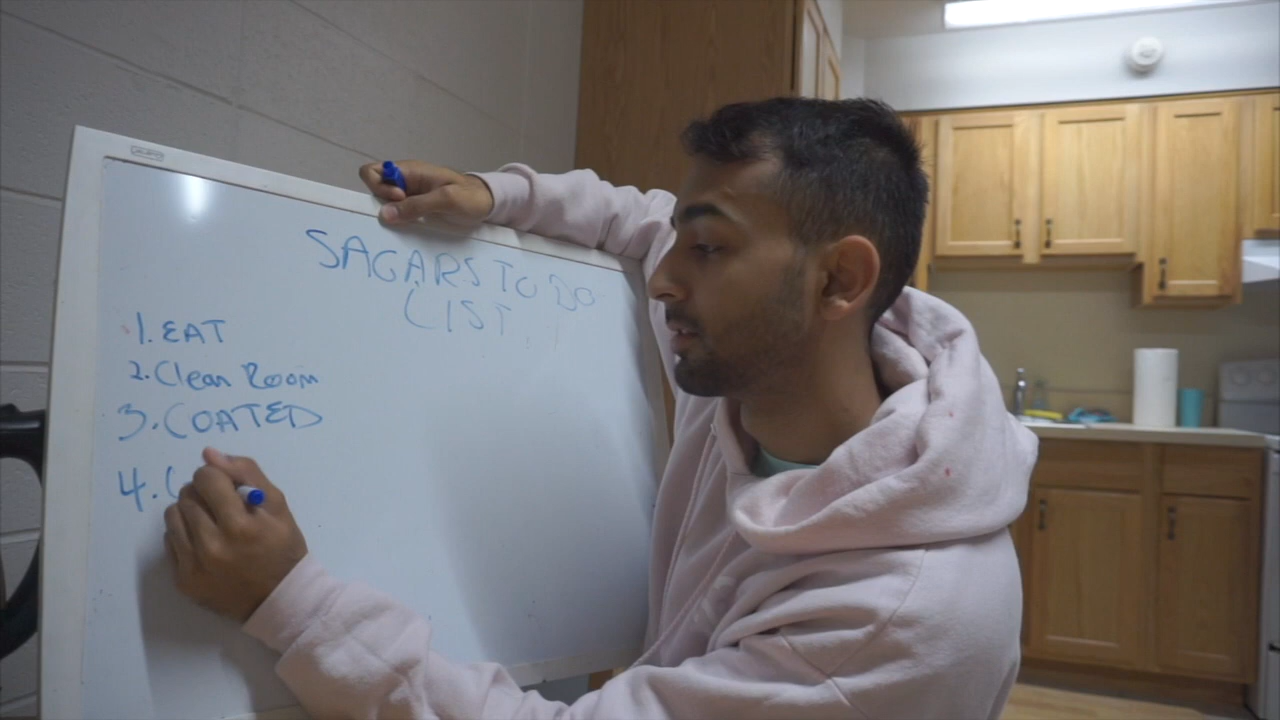 SAGARS TO DO
LIST
1. EAT
2. Clean Room
3. COATED
4. C